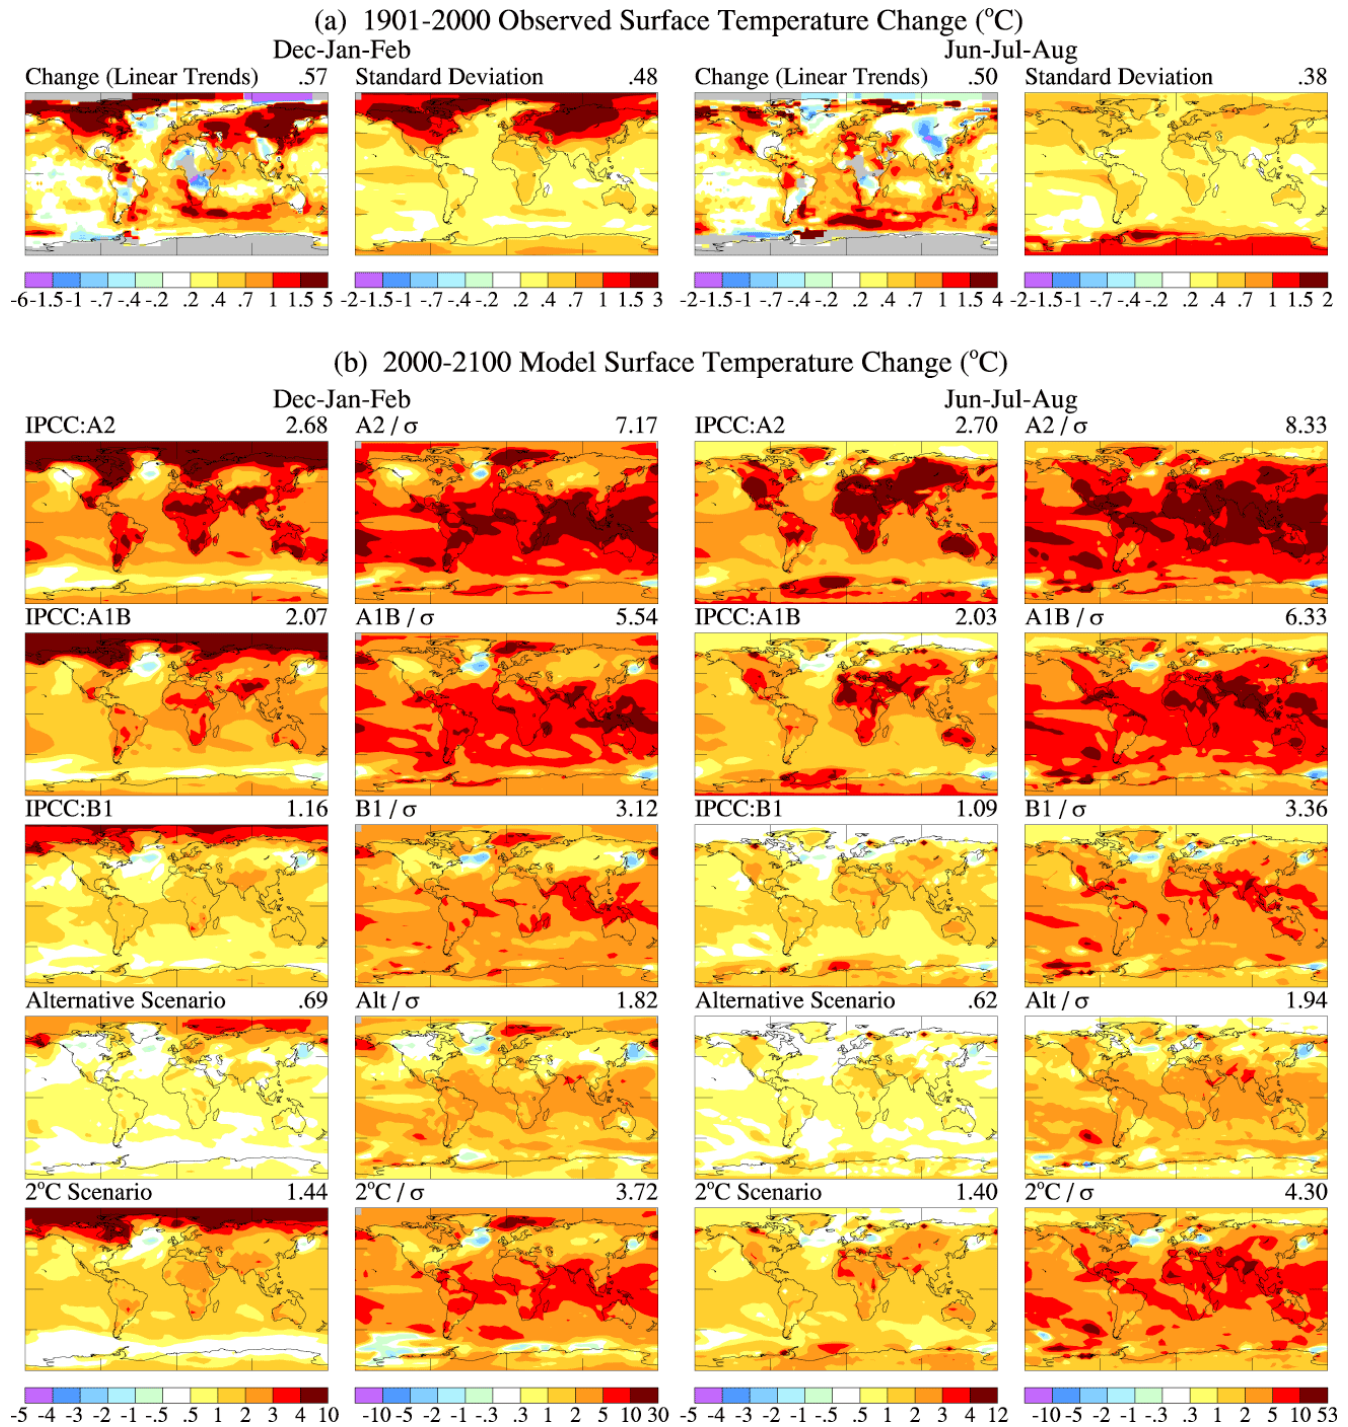 (a) 1901-2000 Observed Surface Temperature Change (°C)
Dec-Jan-Feb Jun-Jul-Aug
Change (Linear Trends) .57 Standard Deviation .48 Change (Linear Trends) .50 Standard Deviation .38
-6-1.5-1 -.7-.4-.2 .2 .4 .7 1 1.5 5 -2-1.5-1 -.7-.4-.2 .2 .4 .7 1 1.5 3 -2-1.5-1 -.7-.4-.2 .2 .4 .7 1 1.5 4 -2-1.5-1 -.7-.4-.2 .2 .4 .7 1 1.5 2
(b) 2000-2100 Model Surface Temperature Change (°C)
Dec-Jan-Feb Jun-Jul-Aug
IPCC:A2 2.68 A2 / σ 7.17 IPCC:A2 2.70 A2 / σ 8.33
IPCC:A1B 2.07 A1B / σ 5.54 IPCC:A1B 2.03 A1B / σ 6.33
IPCC:B1 1.16 B1 / σ 3.12 IPCC:B1 1.09 B1 / σ 3.36
Alternative Scenario .69 Alt / σ 1.82 Alternative Scenario .62 Alt / σ 1.94
2°C Scenario 1.44 2°C / σ 3.72 2°C Scenario 1.40 2°C / σ 4.30
-5 -4 -3 -2 -1 -.5 .5 1 2 3 4 10 -10 -5 -2 -1 -.3 .3 1 2 5 10 30 -5 -4 -3 -2 -1 -.5 .5 1 2 3 4 12 -10 -5 -2 -1 -.3 .3 1 2 5 10 53